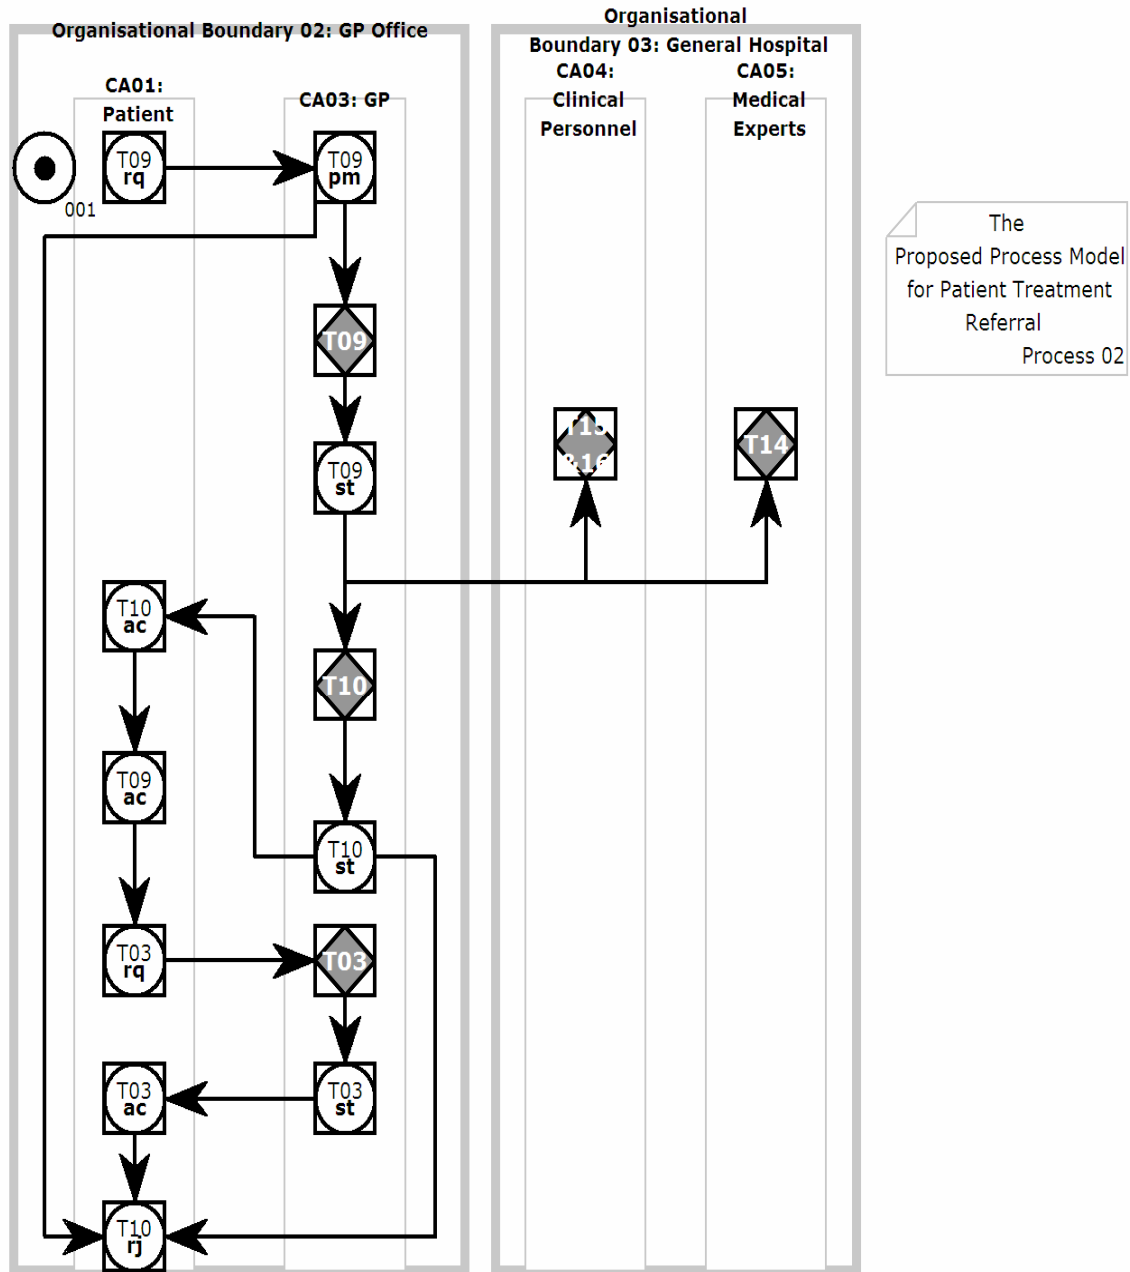 Organisational Boundary 02: GP Office
Organisational
Boundary 03: General Hospital
CA01:
Patient
CA03: GP
CA04:
Clinical
Personnel
CA05:
Medical
Experts
001
T09
rq
T09
pm
The
Proposed Process Model
for Patient Treatment
Referral
Process 02
T09
T09
st
&16
T14
T10
ac
T10
T09
ac
T10
st
T03
rq
T03
T03
ac
T03
st
T10
rj